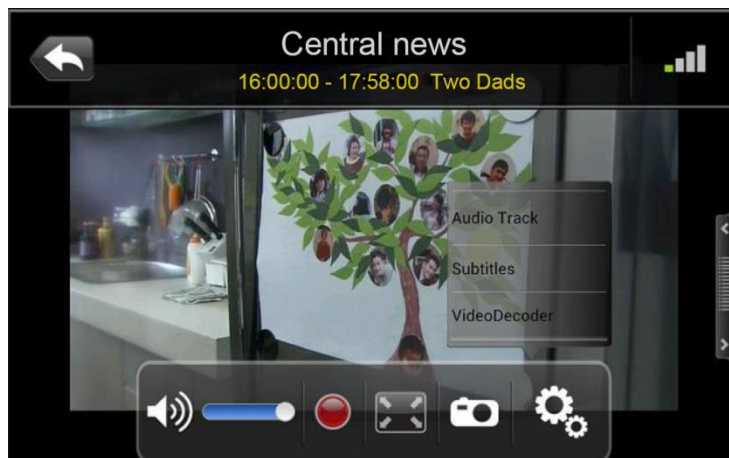 Central news
16:00:00 - 17:58:00 Two Dads
Audio Track
Subtitles
VideoDecoder